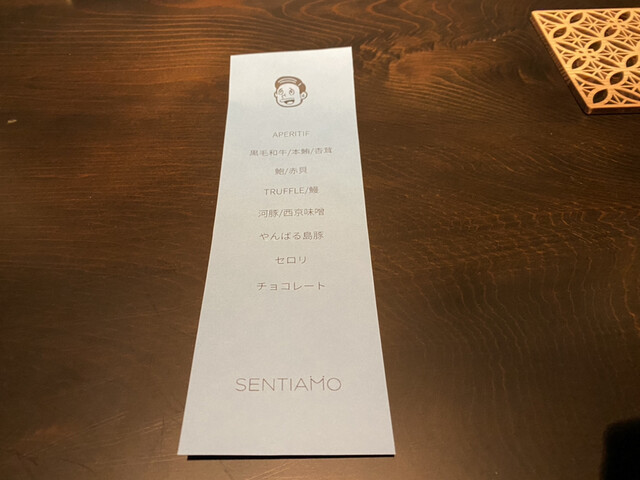 APERITIF
黒毛和牛/本鮪/赤貝
鮑/赤貝
TRUFFLE/鰻
河豚/西京味噌
やんばる島豚
セロリ
チョコレート
SENTIAMO